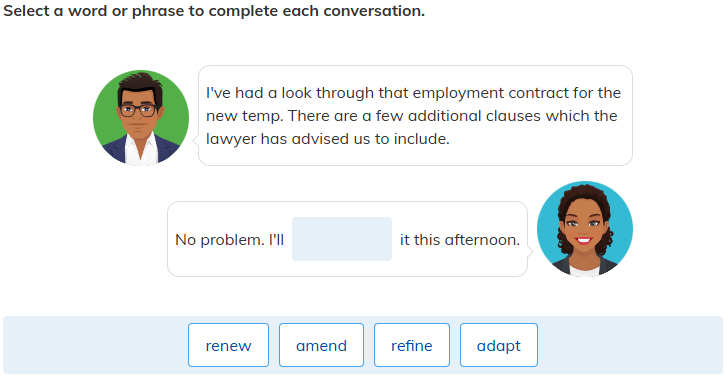 Select a word or phrase to complete each conversation.
I've had a look through that employment contract for the
new temp. There are a few additional clauses which the
lawyer has advised us to include.
No problem. I'll it this afternoon.
renew amend refine adapt